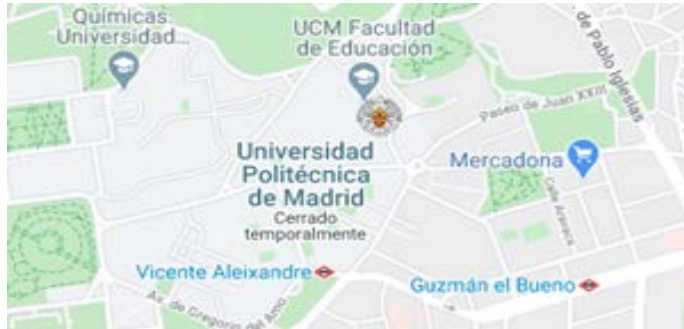 Químicas.
Universidad...
UCM Facultad
de Educación
de Pablo Iglesias
Paseo de Juan XXIII
Universidad
Politécnica
de Madrid
Cerrado
temporalmente
Mercadona
Calle Aravaca
Vicente Aleixandre
Guzmán el Bueno
Av. de Gregorio del Amo